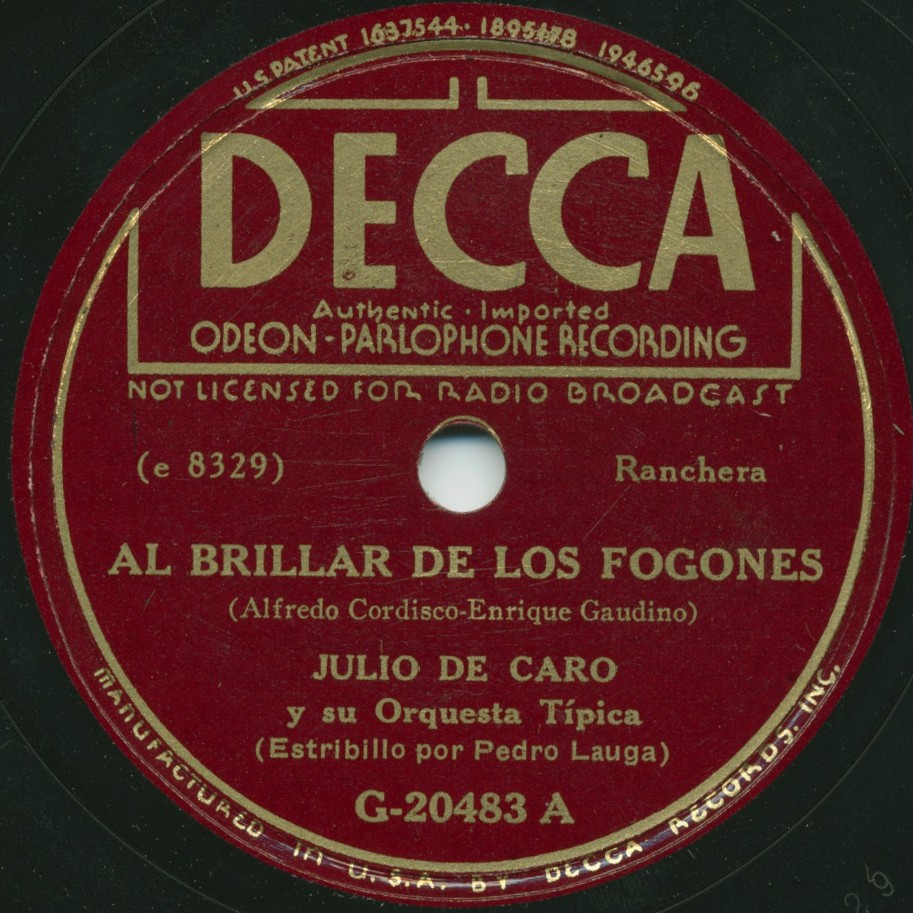 U.S. PATENT 1637544 · 1895178 1946596
DECCA
Authentic · Imported
ODEON - PARLOPHONE RECORDING
NOT LICENSED FOR RADIO BROADCAST
(e 8329) Ranchera
AL BRILLAR DE LOS FOGONES
(Alfredo Cordisco-Enrique Gaudino)
JULIO DE CARO
y su Orquesta Típica
(Estribillo por Pedro Lauga)
G-20483 A
MANUFACTURED IN U.S.A. BY DECCA RECORDS, INC.